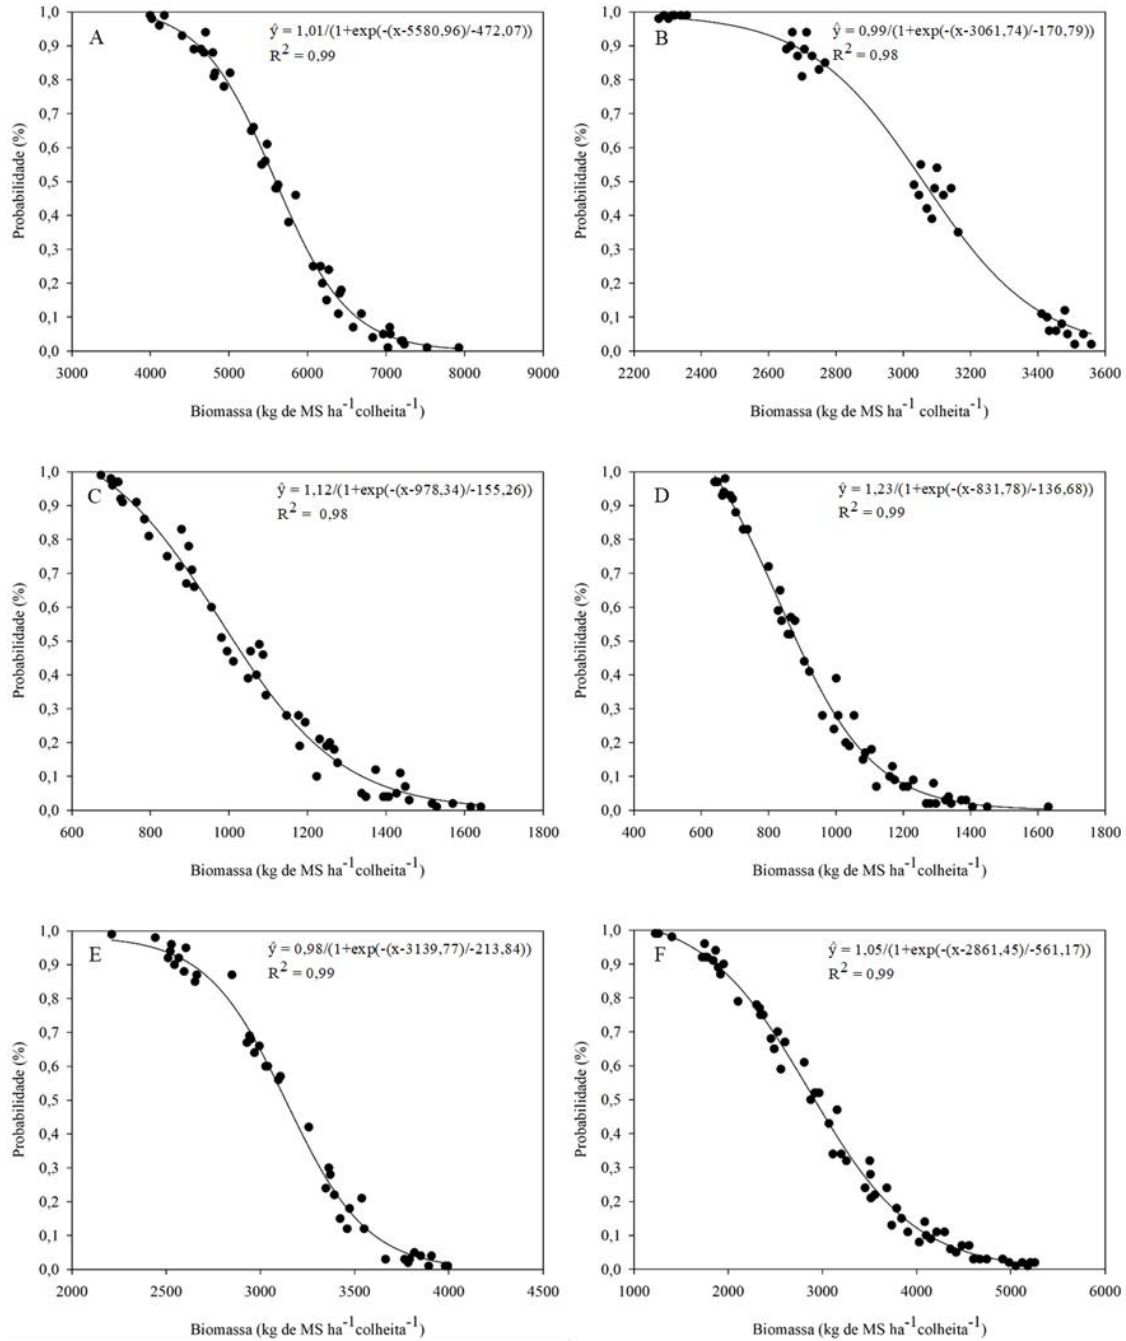 A
ŷ = 1,01/(1+exp(-(x-5580,96)/-472,07))
R² = 0,99
1,0
0,9
0,8
0,7
0,6
0,5
0,4
0,3
0,2
0,1
0,0
Probabilidade (%)
3000 4000 5000 6000 7000 8000 9000
Biomassa (kg de MS ha⁻¹colheita⁻¹)
B
ŷ = 0,99/(1+exp(-(x-3061,74)/-170,79))
R² = 0,98
1,0
0,9
0,8
0,7
0,6
0,5
0,4
0,3
0,2
0,1
0,0
Probabilidade (%)
2200 2400 2600 2800 3000 3200 3400 3600
Biomassa (kg de MS ha⁻¹colheita⁻¹)
C
ŷ = 1,12/(1+exp(-(x-978,34)/-155,26))
R² = 0,98
1,0
0,9
0,8
0,7
0,6
0,5
0,4
0,3
0,2
0,1
0,0
Probabilidade (%)
600 800 1000 1200 1400 1600 1800
Biomassa (kg de MS ha⁻¹colheita⁻¹)
D
ŷ = 1,23/(1+exp(-(x-831,78)/-136,68))
R² = 0,99
1,0
0,9
0,8
0,7
0,6
0,5
0,4
0,3
0,2
0,1
0,0
Probabilidade (%)
400 600 800 1000 1200 1400 1600 1800
Biomassa (kg de MS ha⁻¹colheita⁻¹)
E
ŷ = 0,98/(1+exp(-(x-3139,77)/-213,84))
R² = 0,99
1,0
0,9
0,8
0,7
0,6
0,5
0,4
0,3
0,2
0,1
0,0
Probabilidade (%)
2000 2500 3000 3500 4000 4500
Biomassa (kg de MS ha⁻¹colheita⁻¹)
F
ŷ = 1,05/(1+exp(-(x-2861,45)/-561,17))
R² = 0,99
1,0
0,9
0,8
0,7
0,6
0,5
0,4
0,3
0,2
0,1
0,0
Probabilidade (%)
1000 2000 3000 4000 5000 6000
Biomassa (kg de MS ha⁻¹colheita⁻¹)